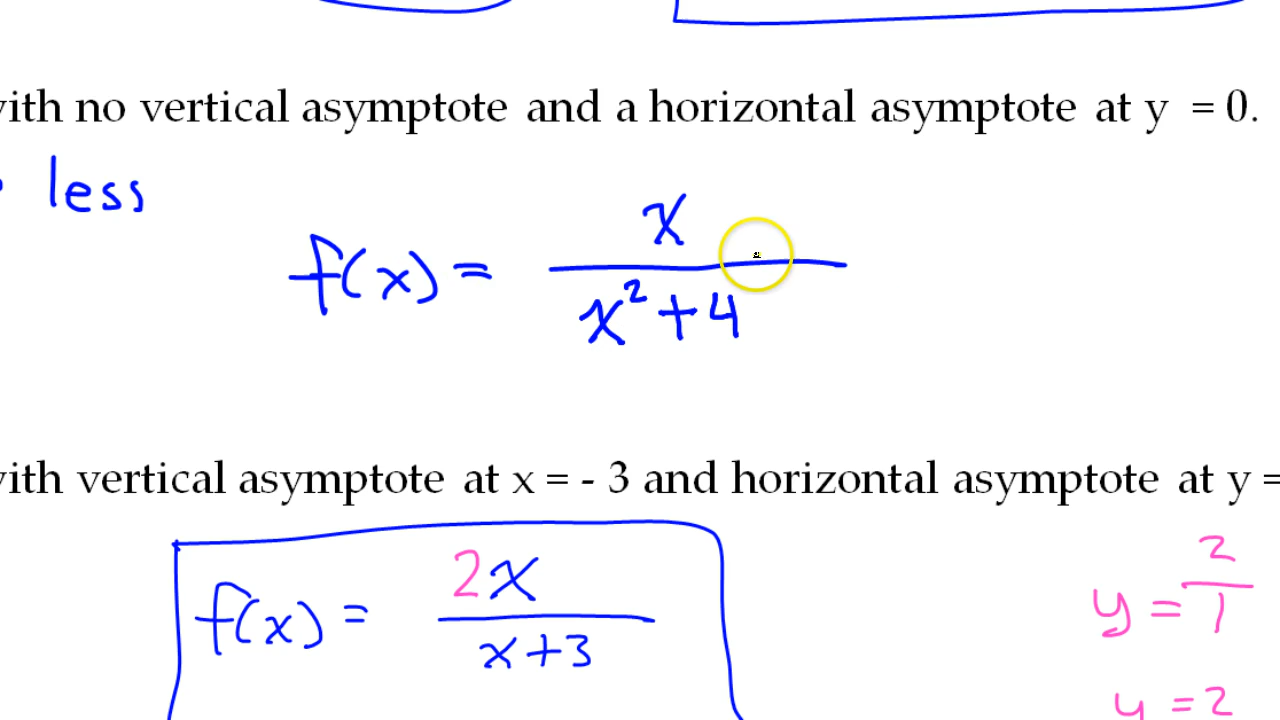 with no vertical asymptote and a horizontal asymptote at y = 0.
less
f(x) = x / x² + 4
with vertical asymptote at x = - 3 and horizontal asymptote at y =
f(x) = 2x / x + 3
y = 2 / 1
y = 2